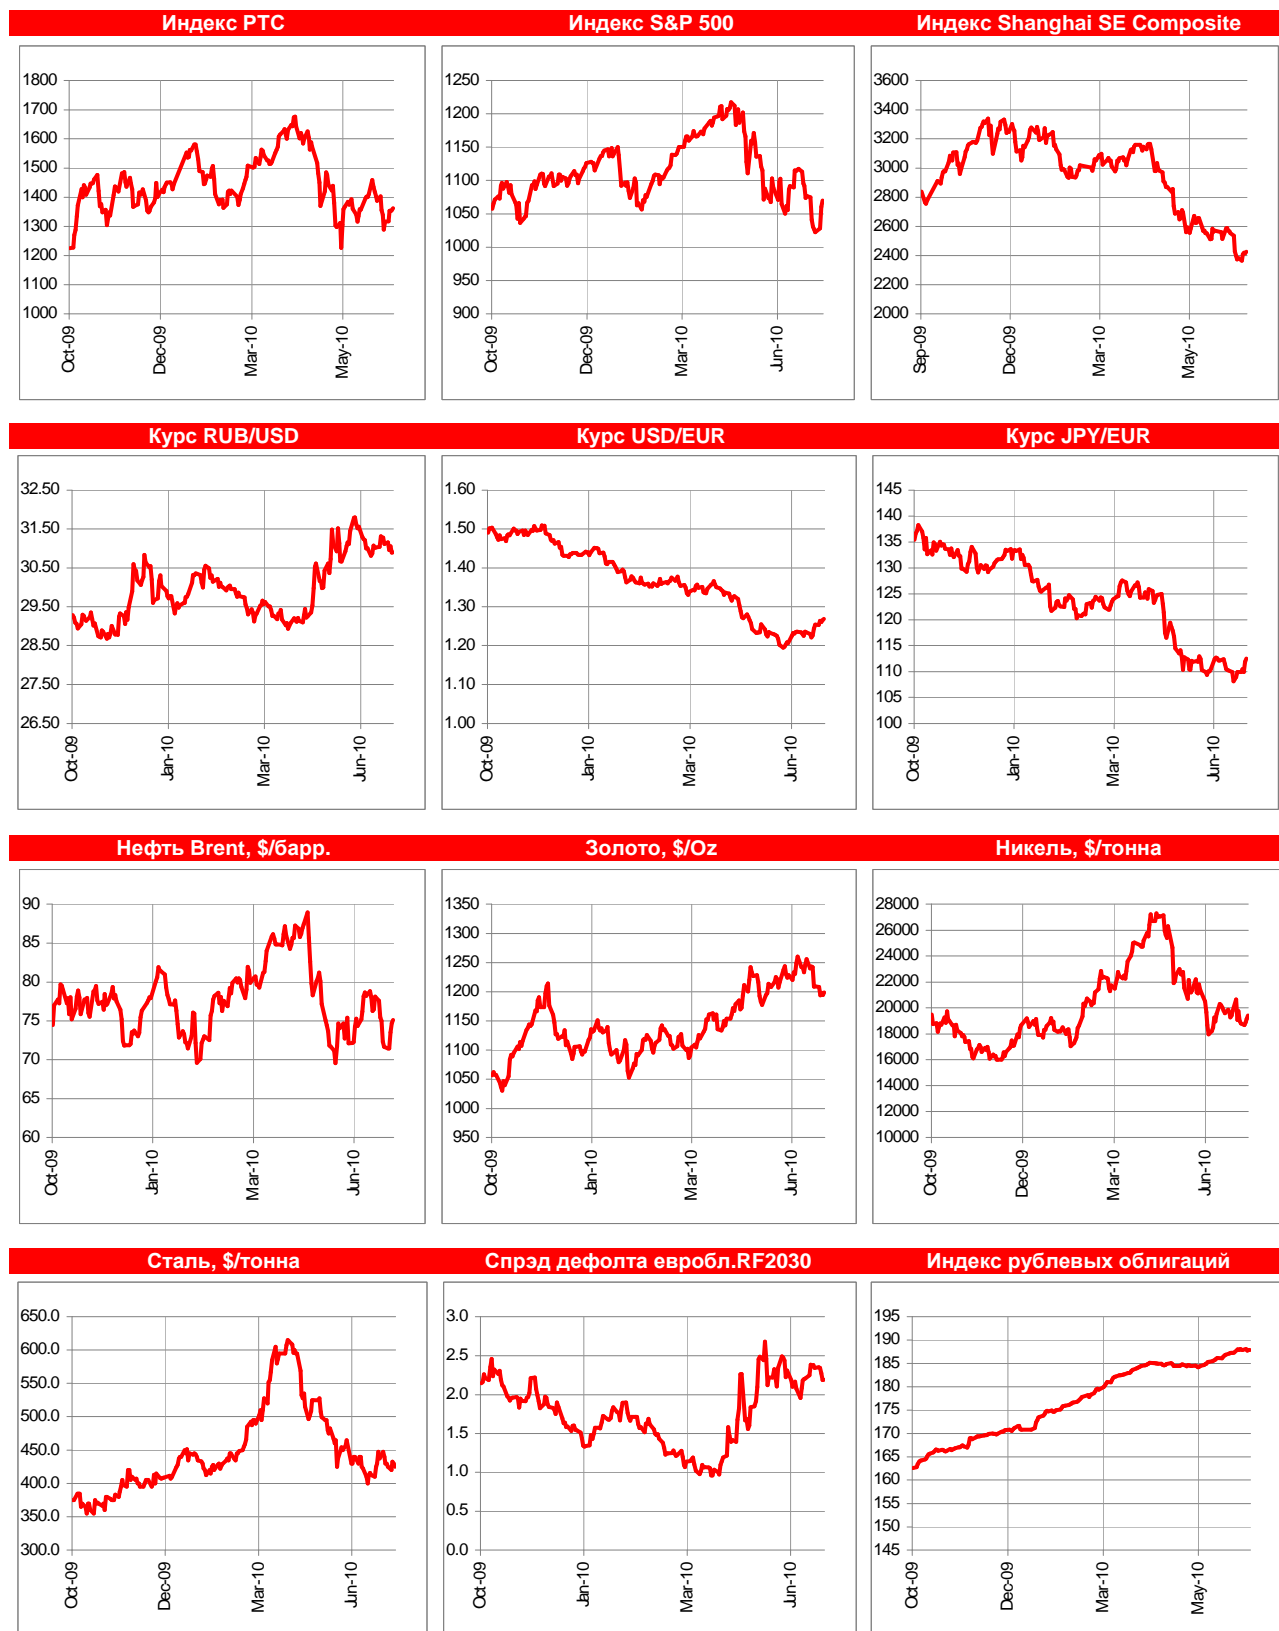 Индекс РТС
1800
1700
1600
1500
1400
1300
1200
1100
1000
Oct-09
Dec-09
Mar-10
May-10
Индекс S&P 500
1250
1200
1150
1100
1050
1000
950
900
Oct-09
Dec-09
Mar-10
Jun-10
Индекс Shanghai SE Composite
3600
3400
3200
3000
2800
2600
2400
2200
2000
Sep-09
Dec-09
Mar-10
May-10
Курс RUB/USD
32.50
31.50
30.50
29.50
28.50
27.50
26.50
Oct-09
Jan-10
Mar-10
Jun-10
Курс USD/EUR
1.60
1.50
1.40
1.30
1.20
1.10
1.00
Oct-09
Jan-10
Mar-10
Jun-10
Курс JPY/EUR
145
140
135
130
125
120
115
110
105
100
Oct-09
Jan-10
Mar-10
Jun-10
Нефть Brent, $/барр.
90
85
80
75
70
65
60
Oct-09
Jan-10
Mar-10
Jun-10
Золото, $/Oz
1350
1300
1250
1200
1150
1100
1050
1000
950
Oct-09
Jan-10
Mar-10
Jun-10
Никель, $/тонна
28000
26000
24000
22000
20000
18000
16000
14000
12000
10000
Oct-09
Dec-09
Mar-10
Jun-10
Сталь, $/тонна
650.0
600.0
550.0
500.0
450.0
400.0
350.0
300.0
Oct-09
Dec-09
Mar-10
Jun-10
Спрэд дефолта евробл.RF2030
3.0
2.5
2.0
1.5
1.0
0.5
0.0
Oct-09
Jan-10
Mar-10
Jun-10
Индекс рублевых облигаций
195
190
185
180
175
170
165
160
155
150
145
Oct-09
Dec-09
Mar-10
May-10